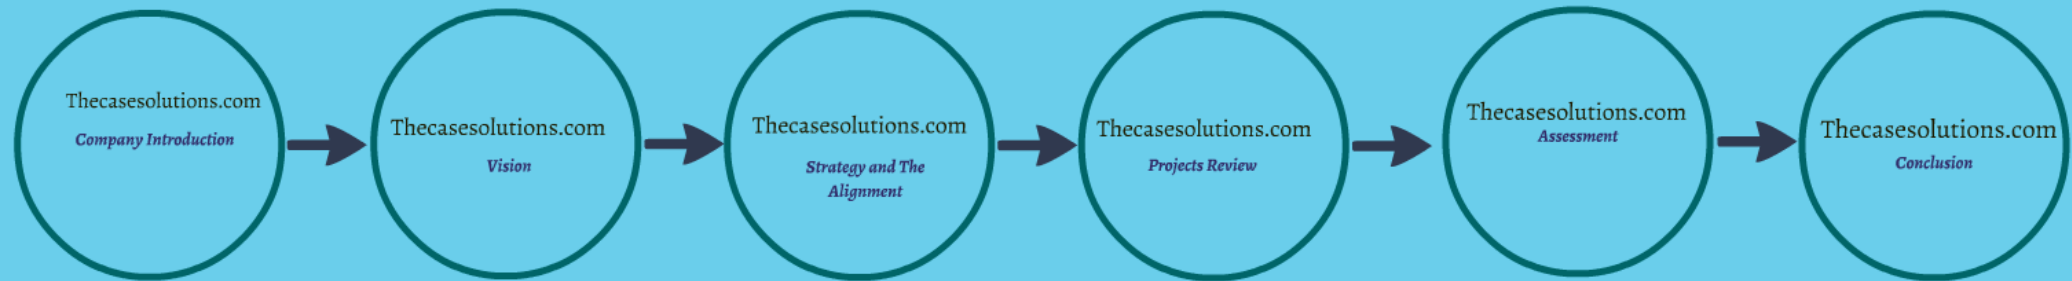 Thecasesolutions.com
Company Introduction
Thecasesolutions.com
Vision
Thecasesolutions.com
Strategy and The
Alignment
Thecasesolutions.com
Projects Review
Thecasesolutions.com
Assessment
Thecasesolutions.com
Conclusion